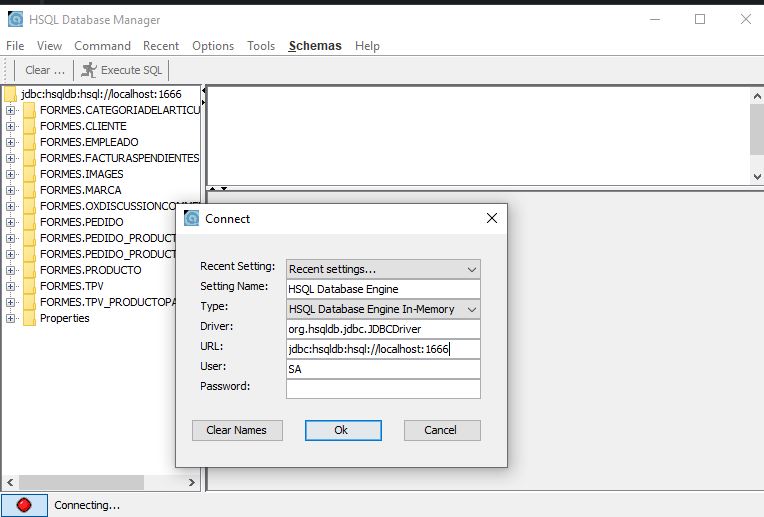 HSQL Database Manager
File View Command Recent Options Tools Schemas Help
Clear ... Execute SQL
jdbc:hsqldb:hsql://localhost:1666
FORMES.CATEGORIADELARTICU
FORMES.CLIENTE
FORMES.EMPLEADO
FORMES.FACTURASPENDIENTES
FORMES.IMAGES
FORMES.MARCA
FORMES.OXDISCUSSIONCOMME
FORMES.PEDIDO
FORMES.PEDIDO_PRODUCT
FORMES.PEDIDO_PRODUCT
FORMES.PRODUCTO
FORMES.TPV
FORMES.TPV_PRODUCTOPA
Properties
Connect
Recent Setting: Recent settings...
Setting Name: HSQL Database Engine
Type: HSQL Database Engine In-Memory
Driver: org.hsqldb.jdbc.JDBCDriver
URL: jdbc:hsqldb:hsql://localhost:1666
User: SA
Password:
Clear Names Ok Cancel
Connecting...